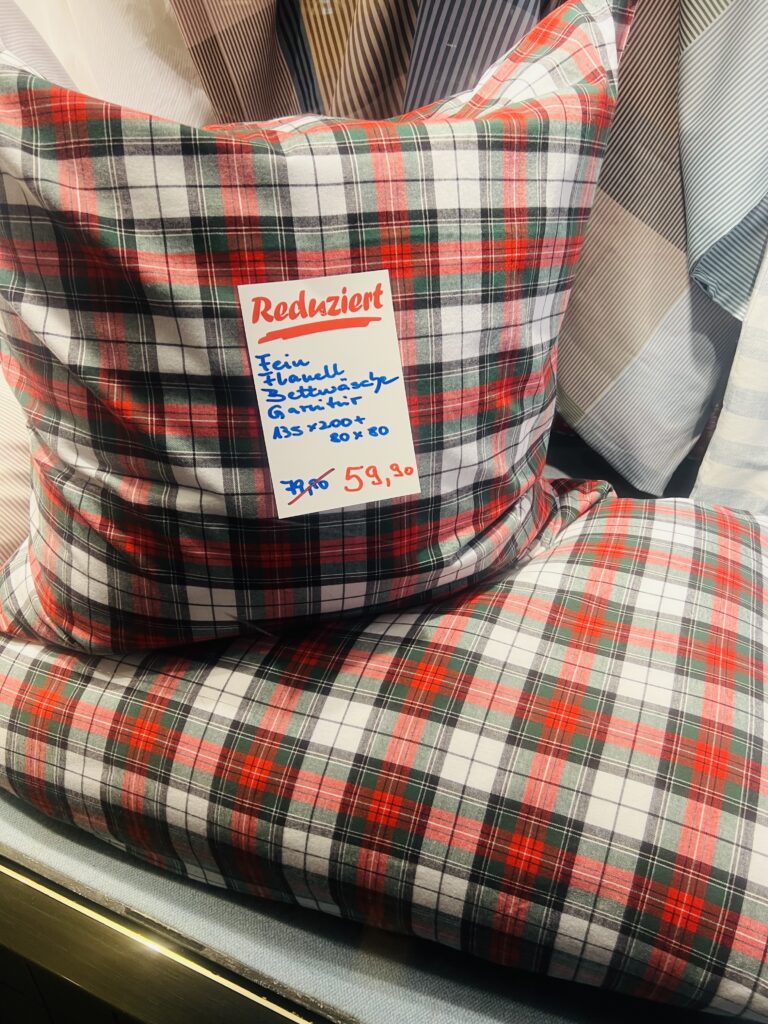 Reduziert
Fein
Flanell
Bettwäsche
Garnitur
135 x 200 +
80 x 80
79,90 59,90